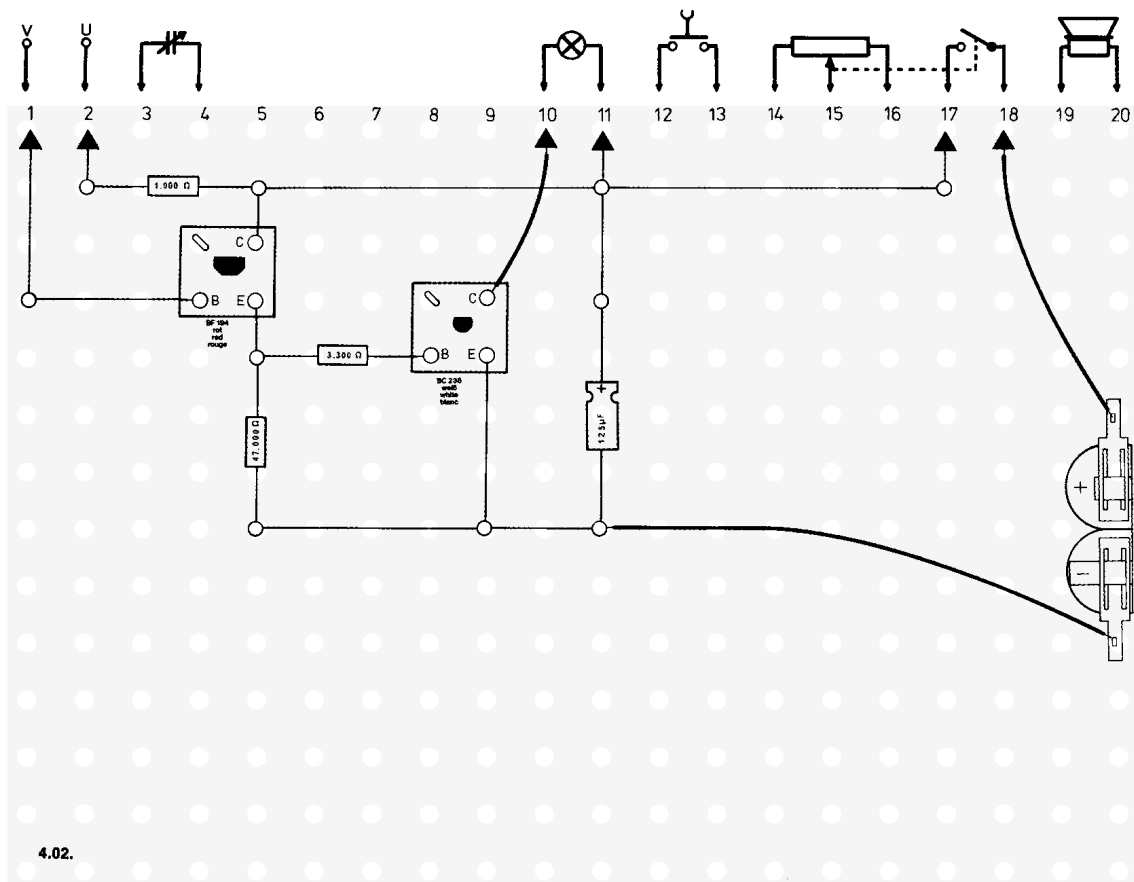 V U
1 2 3 4 5 6 7 8 9 10 11 12 13 14 15 16 17 18 19 20
1.000 Ω
C
B E
BF 194
rot
red
rouge
C
3.300 Ω
B E
BC 238
weiß
white
blanc
+
125µF
47.000 Ω
+
−
4.02.